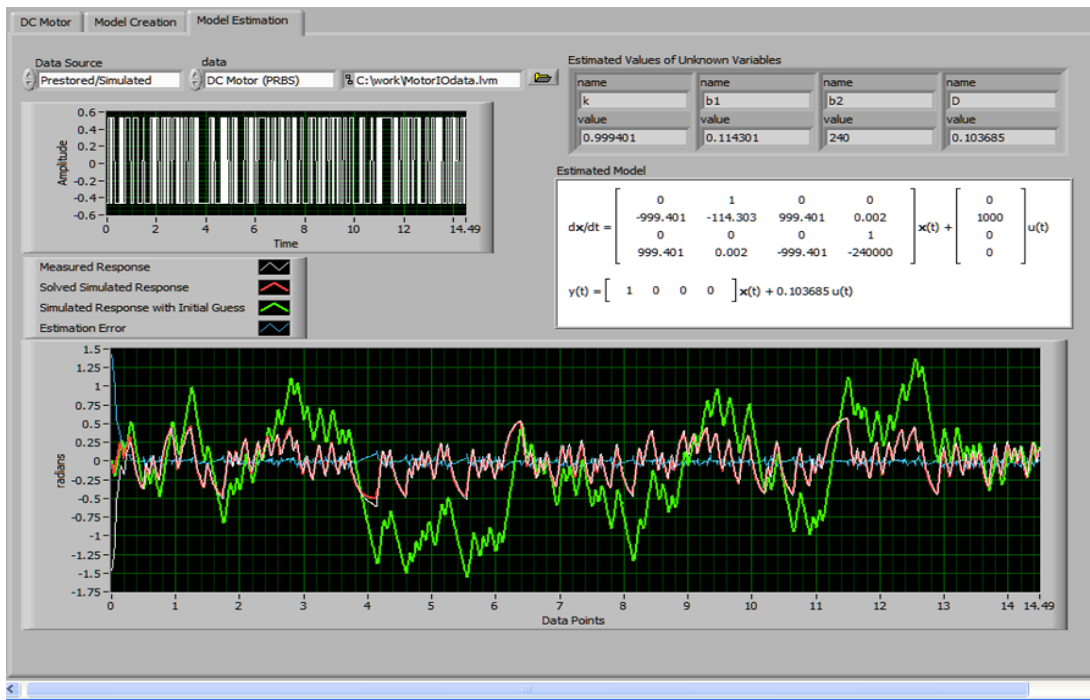 DC Motor Model Creation Model Estimation
Data Source data
Prestored/Simulated DC Motor (PRBS) C:\work\MotorIOdata.lvm
0.6
0.4
0.2
0
-0.2
-0.4
-0.6
Amplitude
0 2 4 6 8 10 12 14.49
Time
Estimated Values of Unknown Variables
name name name name
k b1 b2 D
value value value value
0.999401 0.114301 240 0.103685
Estimated Model
0 1 0 0 0
-999.401 -114.303 999.401 0.002 1000
dx/dt = x(t) + u(t)
0 0 0 1 0
999.401 0.002 -999.401 -240000 0
y(t) = [ 1 0 0 0 ] x(t) + 0.103685 u(t)
Measured Response
Solved Simulated Response
Simulated Response with Initial Guess
Estimation Error
1.5
1.25
1
0.75
0.5
0.25
0
-0.25
-0.5
-0.75
-1
-1.25
-1.5
-1.75
radians
0 1 2 3 4 5 6 7 8 9 10 11 12 13 14 14.49
Data Points